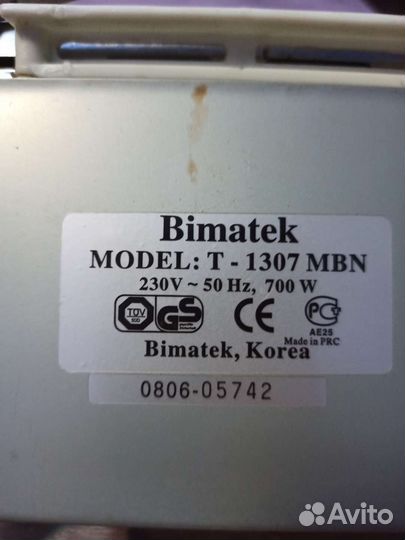 Bimatek
MODEL: T - 1307 MBN
230V ~ 50 Hz, 700 W
TÜV
GS
CE
РС
AE25
Made in PRC
Bimatek, Korea
0806-05742
Avito